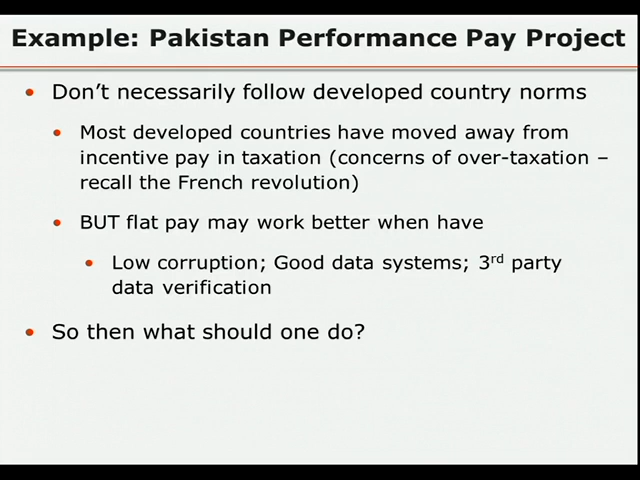 Example: Pakistan Performance Pay Project
• Don't necessarily follow developed country norms
• Most developed countries have moved away from
incentive pay in taxation (concerns of over-taxation –
recall the French revolution)
• BUT flat pay may work better when have
• Low corruption; Good data systems; 3rd party
data verification
• So then what should one do?